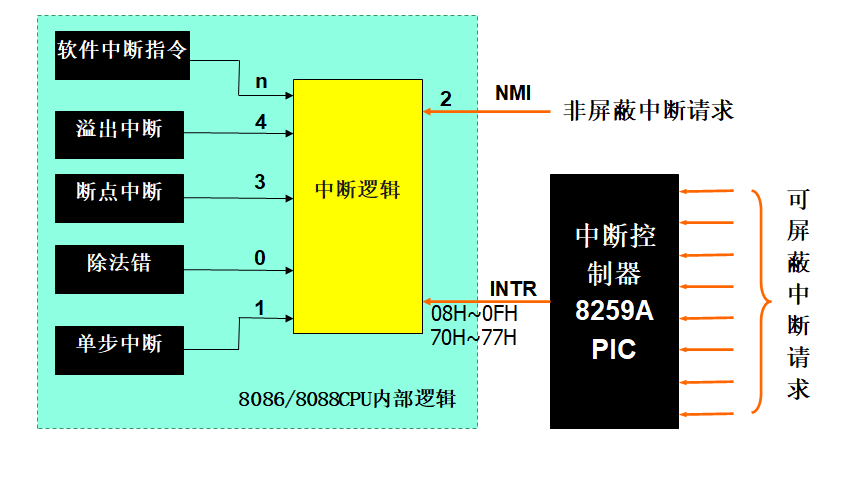 软件中断指令
n
溢出中断
4
断点中断
3
除法错
0
单步中断
1
中断逻辑
8086/8088CPU内部逻辑
2
NMI
非屏蔽中断请求
INTR
08H~0FH
70H~77H
中断控
制器
8259A
PIC
可屏蔽中断请求